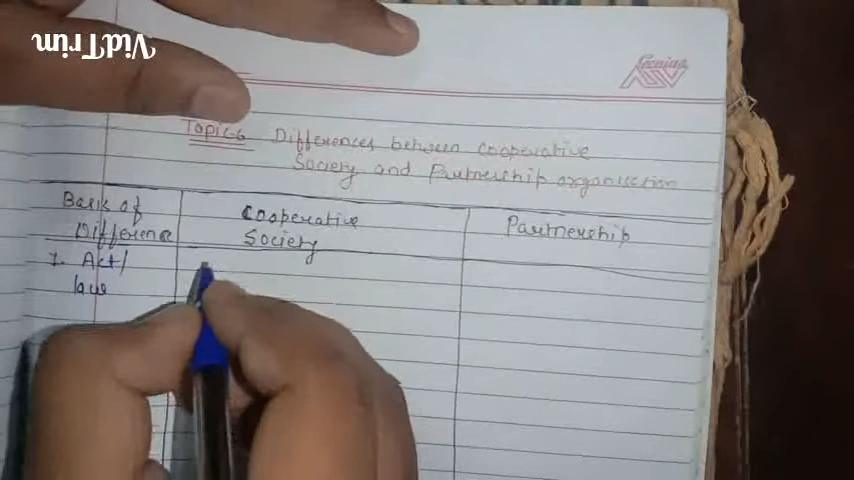 VidTrim
Genius
Topic-6 Differences between cooperative
Society and Partnership organisation
Basis of
Difference
Cooperative
Society
Partnership
1. Act/
law